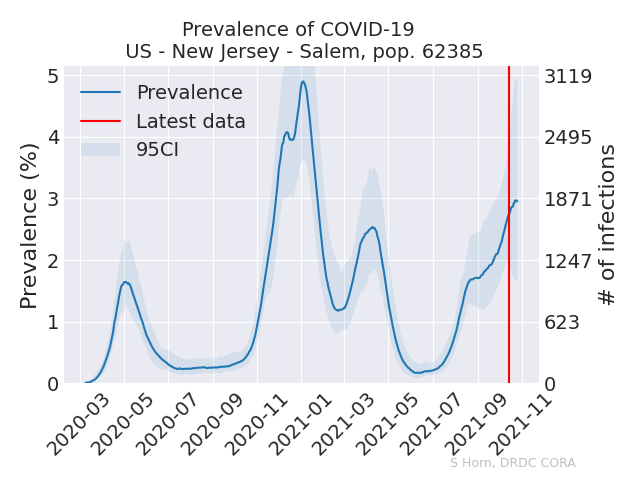 Prevalence of COVID-19
US - New Jersey - Salem, pop. 62385
Prevalence
Latest data
95CI
Prevalence (%)
5
4
3
2
1
0
3119
2495
1871
1247
623
0
# of infections
2020-03
2020-05
2020-07
2020-09
2020-11
2021-01
2021-03
2021-05
2021-07
2021-09
2021-11
S Horn, DRDC CORA